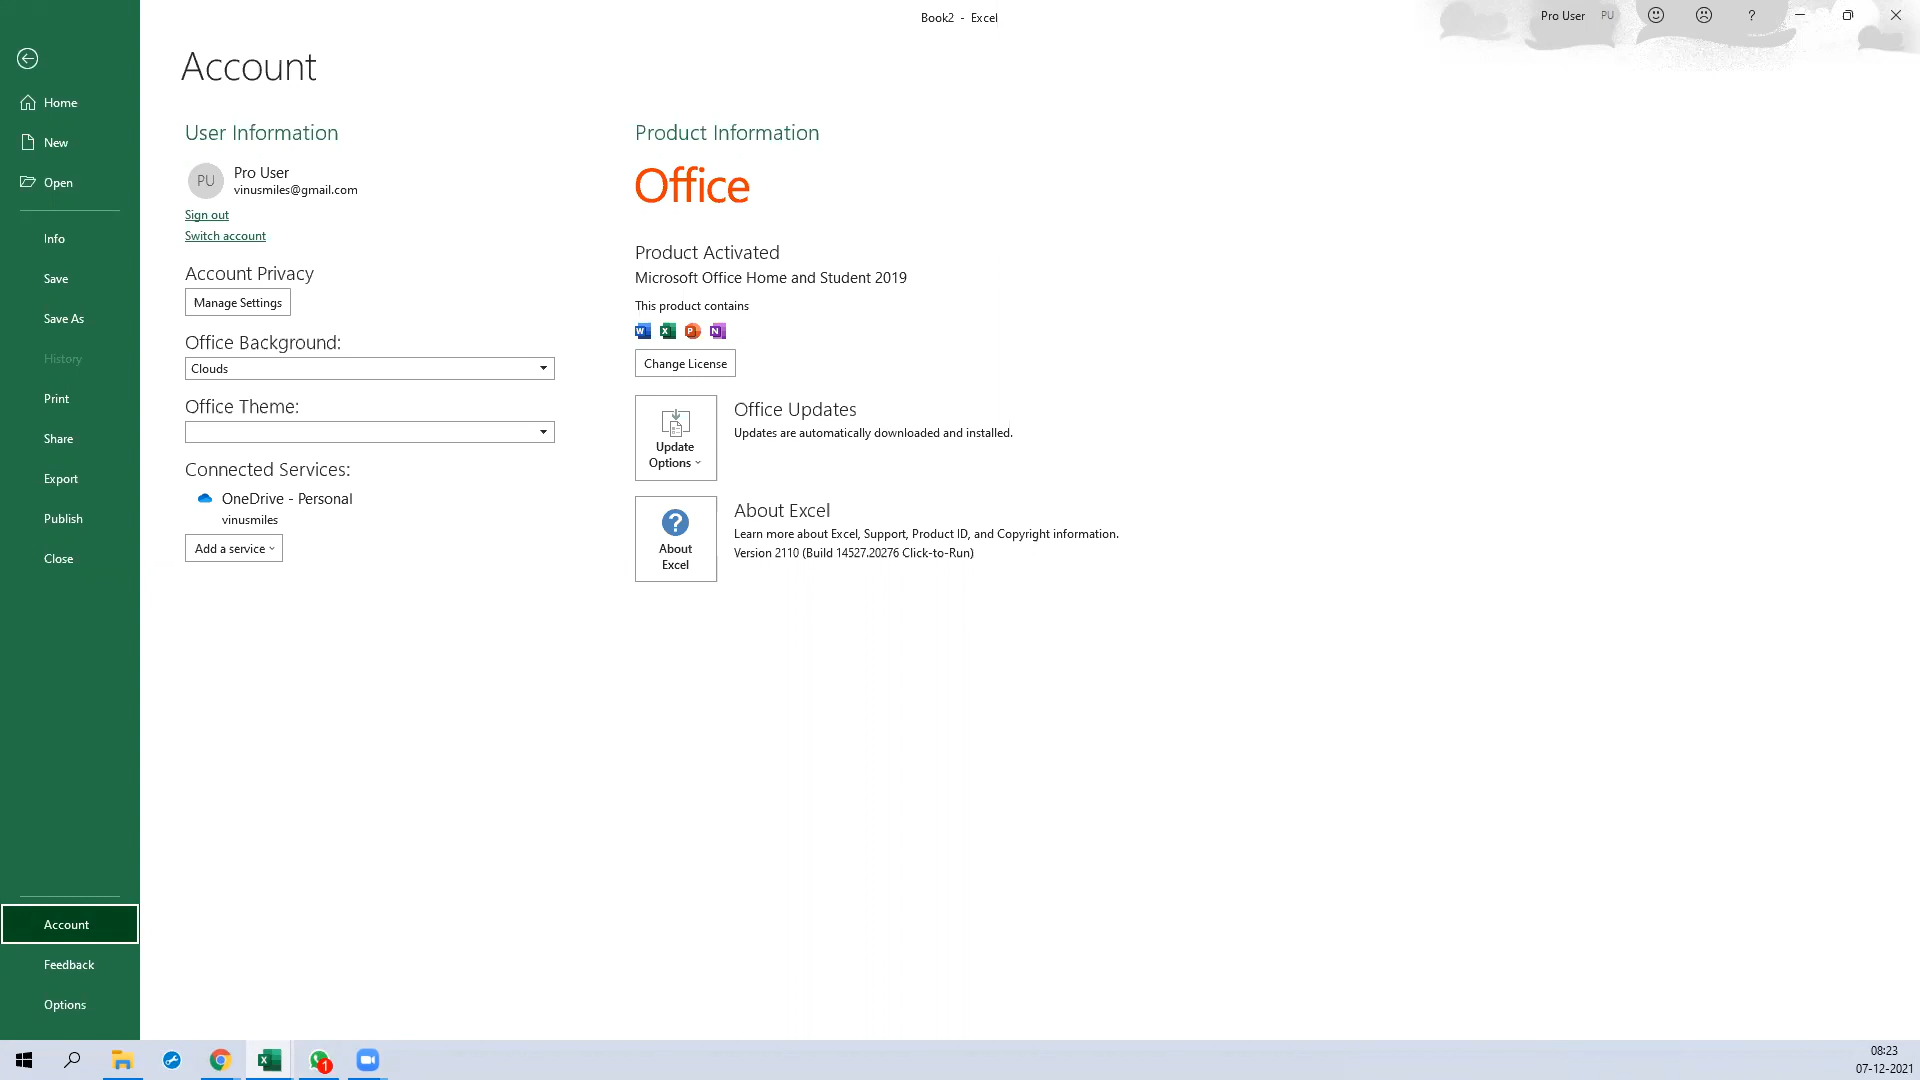 Book2 - Excel
Pro User PU ?
Account
Home
New
Open
Info
Save
Save As
History
Print
Share
Export
Publish
Close
Account
Feedback
Options
User Information
PU
Pro User
vinusmiles@gmail.com
Sign out
Switch account
Account Privacy
Manage Settings
Office Background:
Clouds
Office Theme:
Connected Services:
OneDrive - Personal
vinusmiles
Add a service
Product Information
Office
Product Activated
Microsoft Office Home and Student 2019
This product contains
W X P N
Change License
Update
Options
Office Updates
Updates are automatically downloaded and installed.
?
About
Excel
About Excel
Learn more about Excel, Support, Product ID, and Copyright information.
Version 2110 (Build 14527.20276 Click-to-Run)
X
1
08:23
07-12-2021